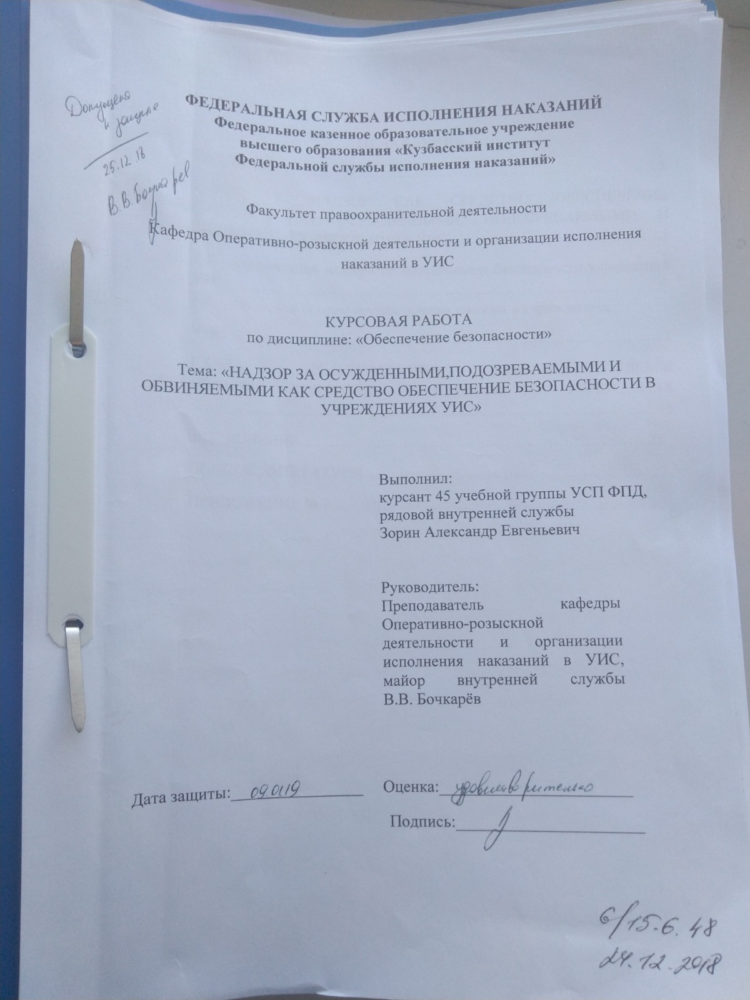 Допущена
к защите
25.12.18
В.В. Бочкарев
ФЕДЕРАЛЬНАЯ СЛУЖБА ИСПОЛНЕНИЯ НАКАЗАНИЙ
Федеральное казенное образовательное учреждение
высшего образования «Кузбасский институт
Федеральной службы исполнения наказаний»
Факультет правоохранительной деятельности
Кафедра Оперативно-розыскной деятельности и организации исполнения
наказаний в УИС
КУРСОВАЯ РАБОТА
по дисциплине: «Обеспечение безопасности»
Тема: «НАДЗОР ЗА ОСУЖДЕННЫМИ,ПОДОЗРЕВАЕМЫМИ И
ОБВИНЯЕМЫМИ КАК СРЕДСТВО ОБЕСПЕЧЕНИЕ БЕЗОПАСНОСТИ В
УЧРЕЖДЕНИЯХ УИС»
Выполнил:
курсант 45 учебной группы УСП ФПД,
рядовой внутренней службы
Зорин Александр Евгеньевич
Руководитель:
Преподаватель кафедры
Оперативно-розыскной
деятельности и организации
исполнения наказаний в УИС,
майор внутренней службы
В.В. Бочкарёв
Дата защиты: 09.01.19
Оценка: удовлетворительно
Подпись:
6/15-6.48
24.12.2018